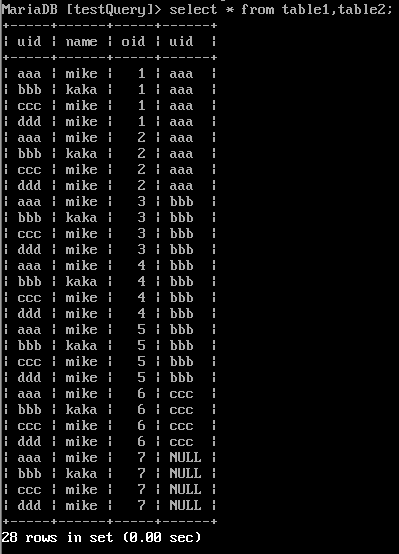 MariaDB [testQuery]> select * from table1,table2;
+------+------+-----+------+
| uid | name | oid | uid |
+------+------+-----+------+
| aaa | mike | 1 | aaa |
| bbb | kaka | 1 | aaa |
| ccc | mike | 1 | aaa |
| ddd | mike | 1 | aaa |
| aaa | mike | 2 | aaa |
| bbb | kaka | 2 | aaa |
| ccc | mike | 2 | aaa |
| ddd | mike | 2 | aaa |
| aaa | mike | 3 | bbb |
| bbb | kaka | 3 | bbb |
| ccc | mike | 3 | bbb |
| ddd | mike | 3 | bbb |
| aaa | mike | 4 | bbb |
| bbb | kaka | 4 | bbb |
| ccc | mike | 4 | bbb |
| ddd | mike | 4 | bbb |
| aaa | mike | 5 | bbb |
| bbb | kaka | 5 | bbb |
| ccc | mike | 5 | bbb |
| ddd | mike | 5 | bbb |
| aaa | mike | 6 | ccc |
| bbb | kaka | 6 | ccc |
| ccc | mike | 6 | ccc |
| ddd | mike | 6 | ccc |
| aaa | mike | 7 | NULL |
| bbb | kaka | 7 | NULL |
| ccc | mike | 7 | NULL |
| ddd | mike | 7 | NULL |
+------+------+-----+------+
28 rows in set (0.00 sec)